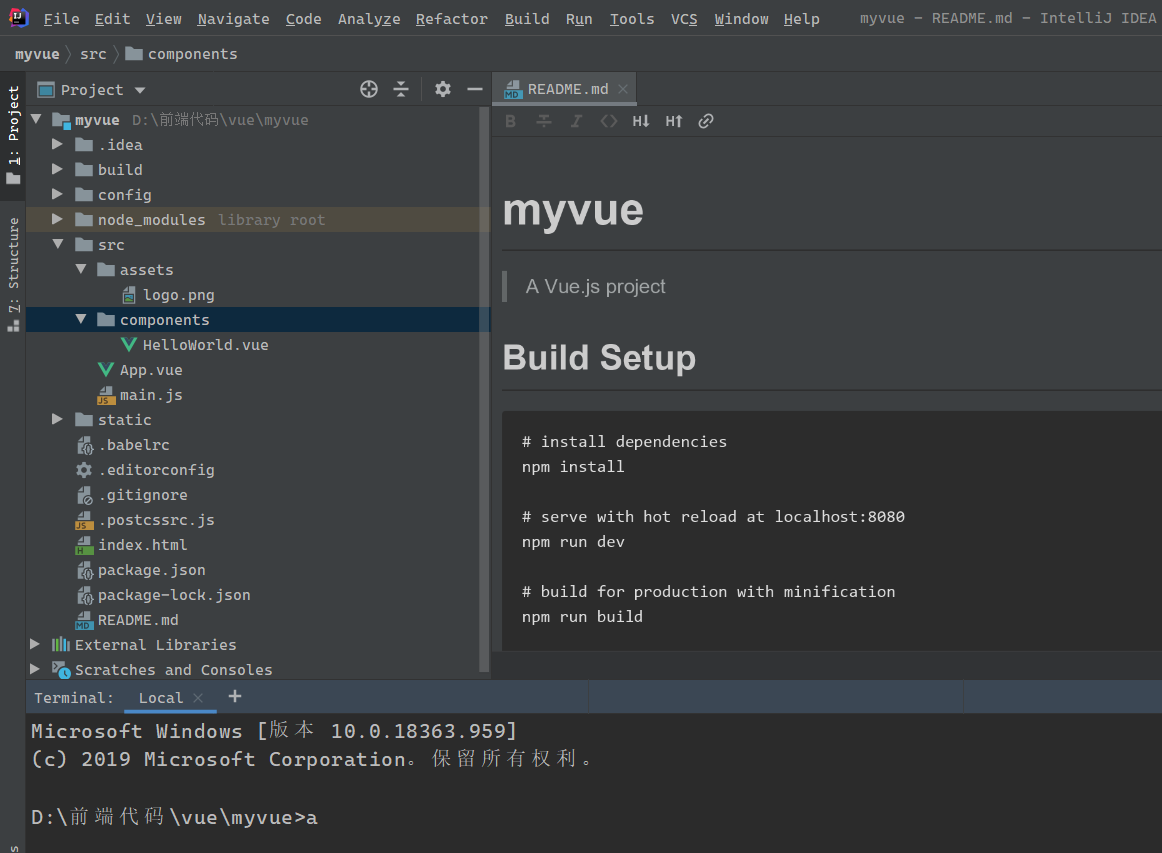 File Edit View Navigate Code Analyze Refactor Build Run Tools VCS Window Help myvue - README.md - IntelliJ IDEA
myvue src components
Project
README.md
1: Project
7: Structure
myvue D:\前端代码\vue\myvue
.idea
build
config
node_modules library root
src
assets
logo.png
components
HelloWorld.vue
App.vue
main.js
static
.babelrc
.editorconfig
.gitignore
.postcssrc.js
index.html
package.json
package-lock.json
README.md
External Libraries
Scratches and Consoles
B I <> H↓ H↑
myvue
A Vue.js project
Build Setup
# install dependencies
npm install
# serve with hot reload at localhost:8080
npm run dev
# build for production with minification
npm run build
Terminal: Local +
Microsoft Windows [版本 10.0.18363.959]
(c) 2019 Microsoft Corporation。保留所有权利。
D:\前端代码\vue\myvue>a